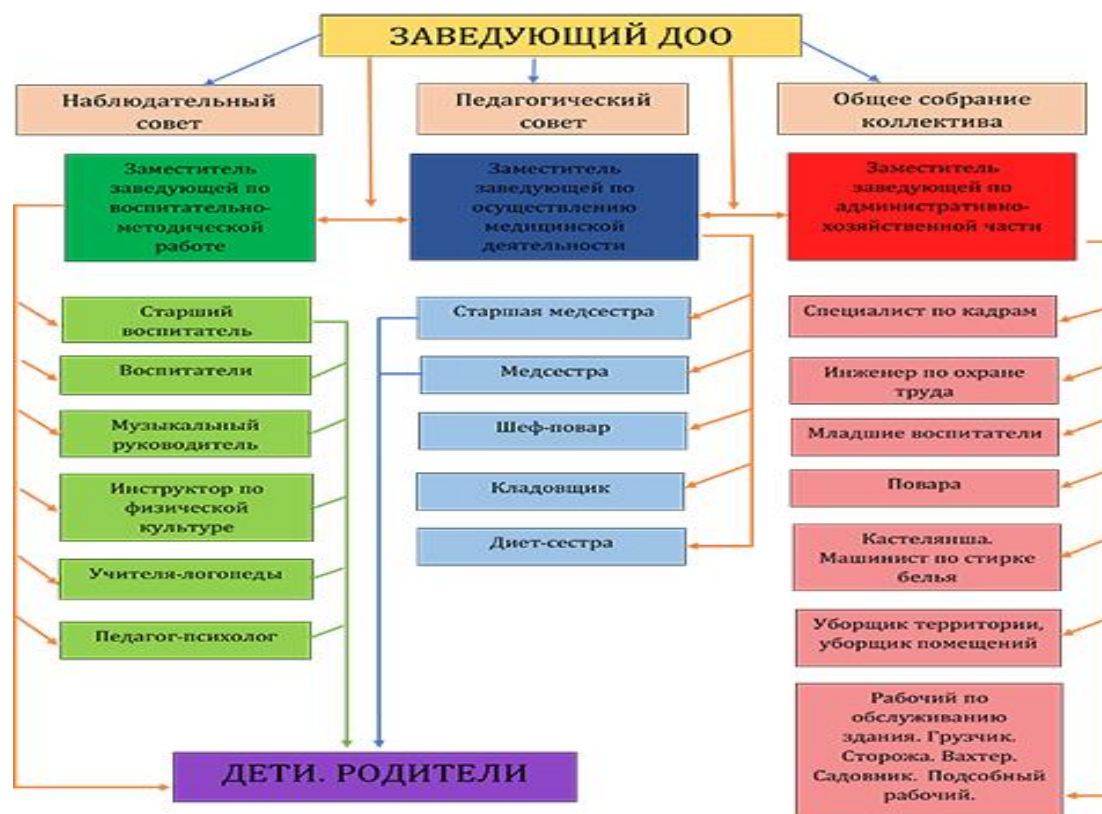 ЗАВЕДУЮЩИЙ ДОО
Наблюдательный
совет
Педагогический
совет
Общее собрание
коллектива
Заместитель
заведующей по
воспитательно-
методической
работе
Заместитель
заведующей по
осуществлению
медицинской
деятельности
Заместитель
заведующей по
административно-
хозяйственной части
Старший
воспитатель
Воспитатели
Музыкальный
руководитель
Инструктор по
физической
культуре
Учителя-логопеды
Педагог-психолог
Старшая медсестра
Медсестра
Шеф-повар
Кладовщик
Диет-сестра
Специалист по кадрам
Инженер по охране
труда
Младшие воспитатели
Повара
Кастелянша.
Машинист по стирке
белья
Уборщик территории,
уборщик помещений
Рабочий по
обслуживанию
здания. Грузчик.
Сторожа. Вахтер.
Садовник. Подсобный
рабочий.
ДЕТИ. РОДИТЕЛИ